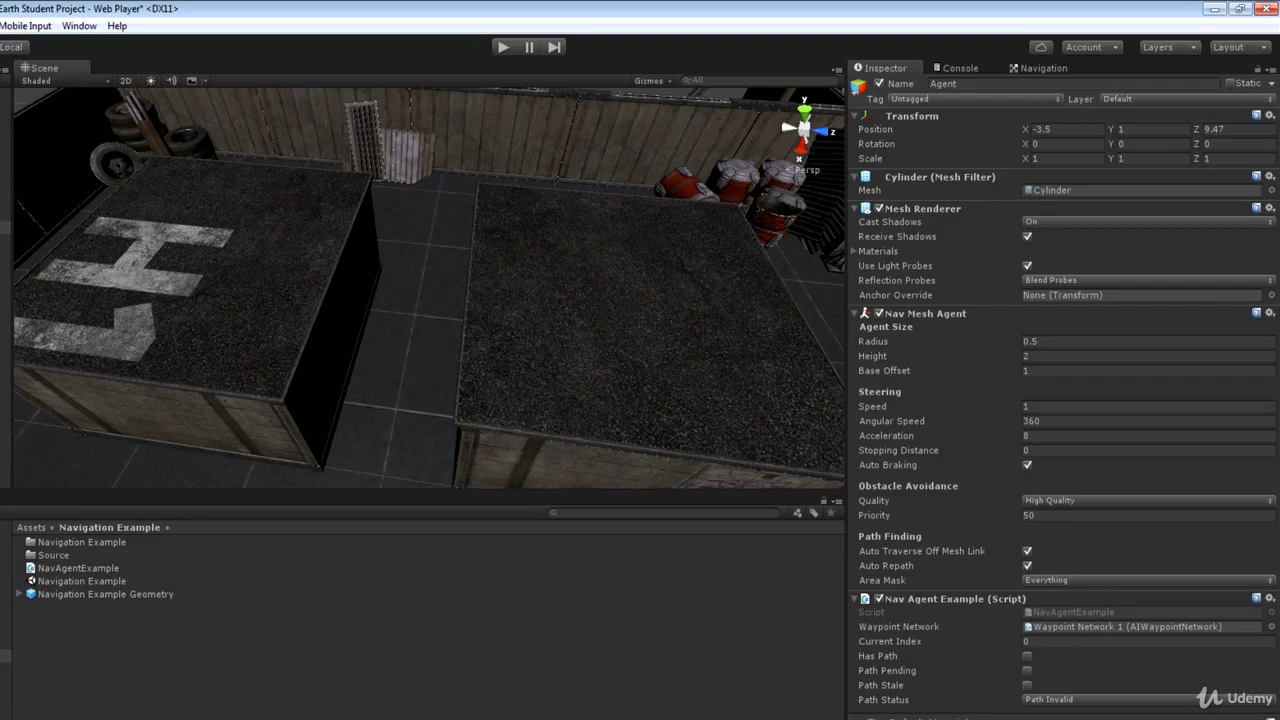 Earth Student Project - Web Player* <DX11>
Mobile Input Window Help
Local Account Layers Layout
Scene
Shaded 2D Gizmos All
y
z
x
Persp
Inspector Console Navigation
Name Agent Static
Tag Untagged Layer Default
Transform
Position X -3.5 Y 1 Z 9.47
Rotation X 0 Y 0 Z 0
Scale X 1 Y 1 Z 1
Cylinder (Mesh Filter)
Mesh Cylinder
Mesh Renderer
Cast Shadows On
Receive Shadows
Materials
Use Light Probes
Reflection Probes Blend Probes
Anchor Override None (Transform)
Nav Mesh Agent
Agent Size
Radius 0.5
Height 2
Base Offset 1
Steering
Speed 1
Angular Speed 360
Acceleration 8
Stopping Distance 0
Auto Braking
Obstacle Avoidance
Quality High Quality
Priority 50
Path Finding
Auto Traverse Off Mesh Link
Auto Repath
Area Mask Everything
Nav Agent Example (Script)
Script NavAgentExample
Waypoint Network Waypoint Network 1 (AIWaypointNetwork)
Current Index 0
Has Path
Path Pending
Path Stale
Path Status Path Invalid
Assets Navigation Example
Navigation Example
Source
NavAgentExample
Navigation Example
Navigation Example Geometry
Udemy